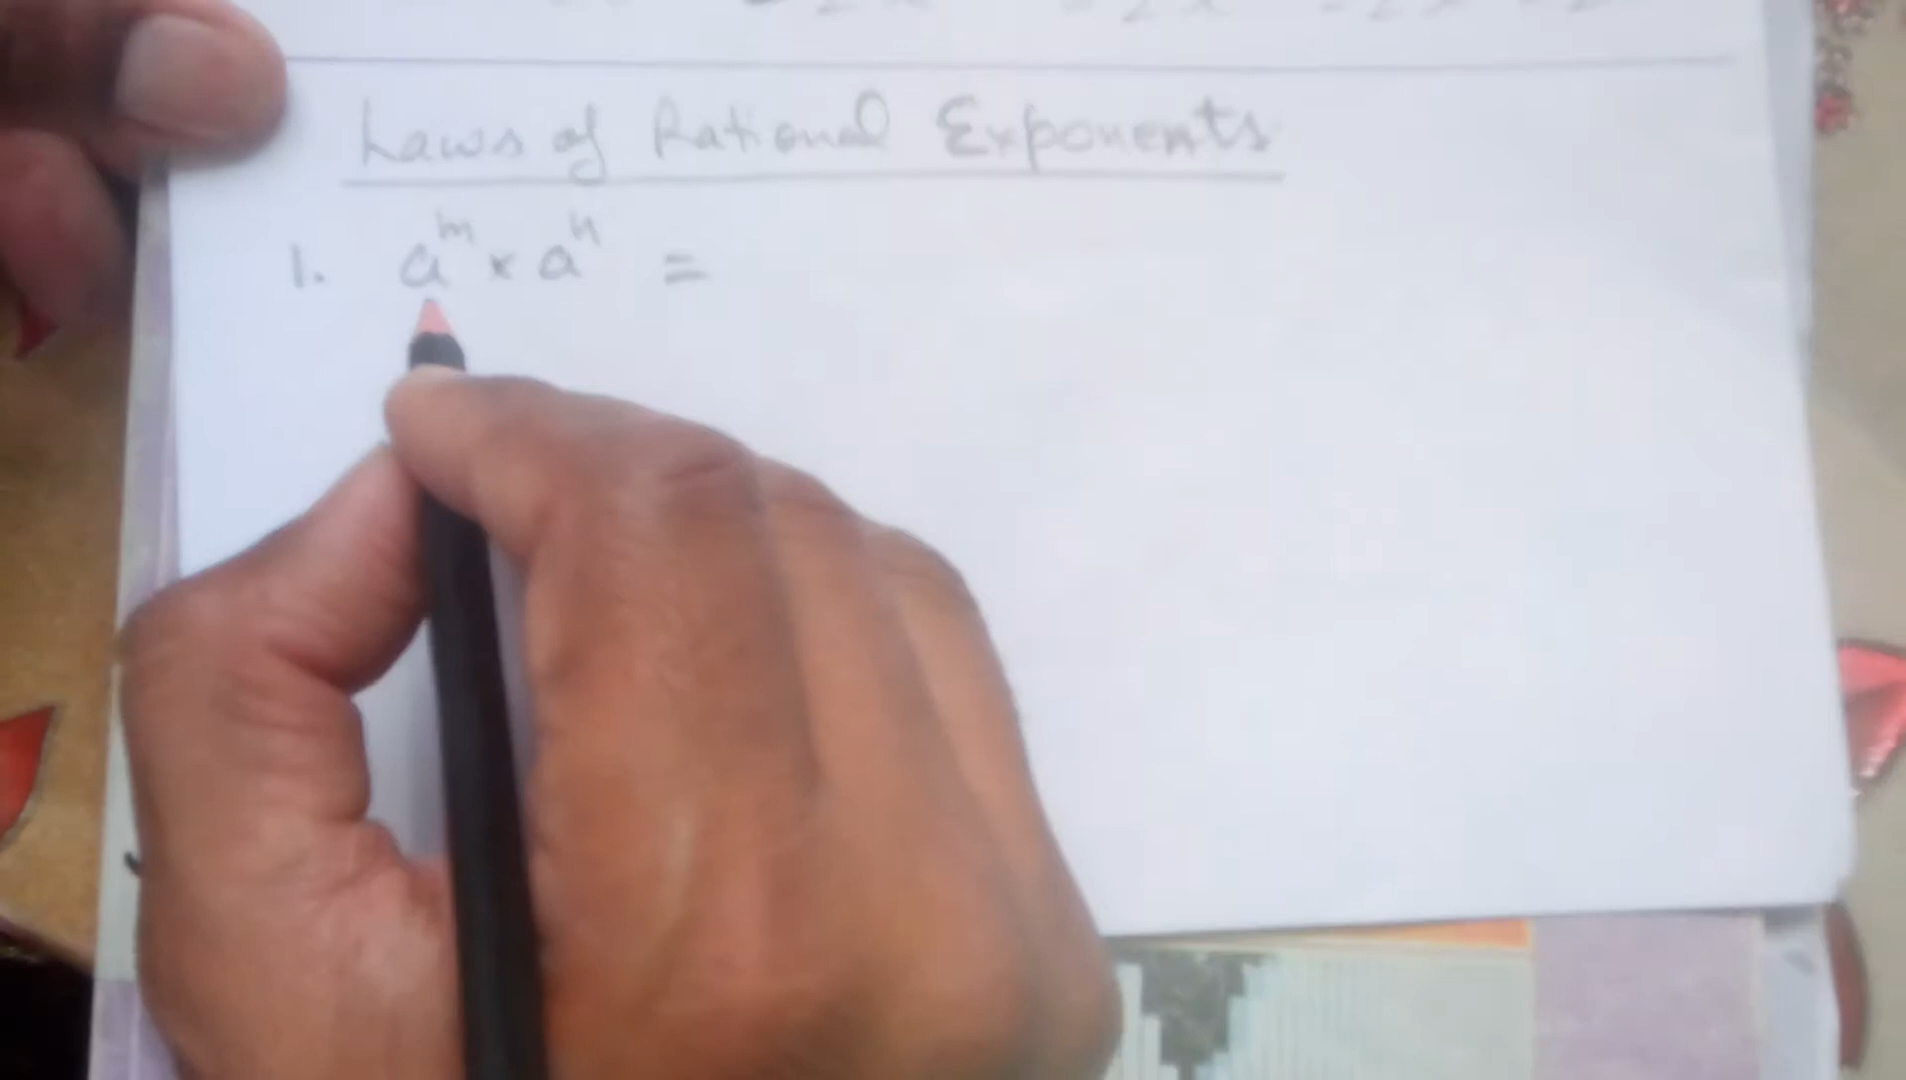 Laws of Rational Exponents
1. a^m × a^n =